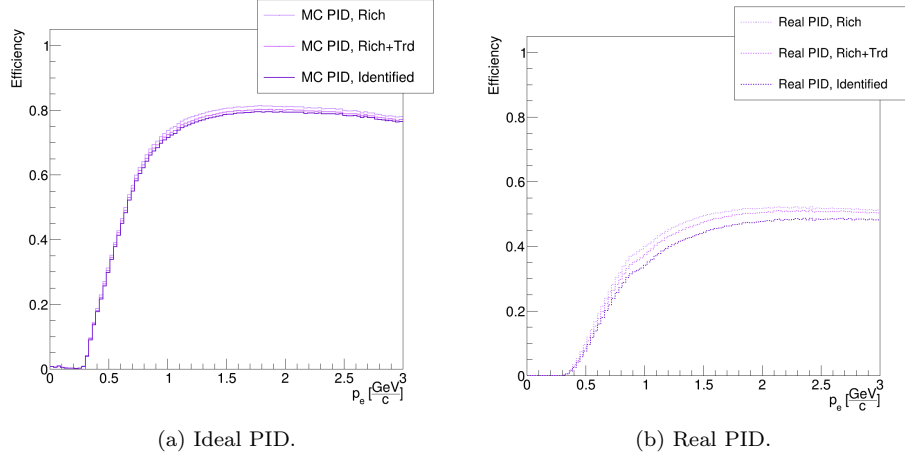 MC PID, Rich
MC PID, Rich+Trd
MC PID, Identified
Efficiency
1
0.8
0.6
0.4
0.2
0
0 0.5 1 1.5 2 2.5 3
p_e [GeV/c]
(a) Ideal PID.
Real PID, Rich
Real PID, Rich+Trd
Real PID, Identified
Efficiency
1
0.8
0.6
0.4
0.2
0
0 0.5 1 1.5 2 2.5 3
p_e [GeV/c]
(b) Real PID.